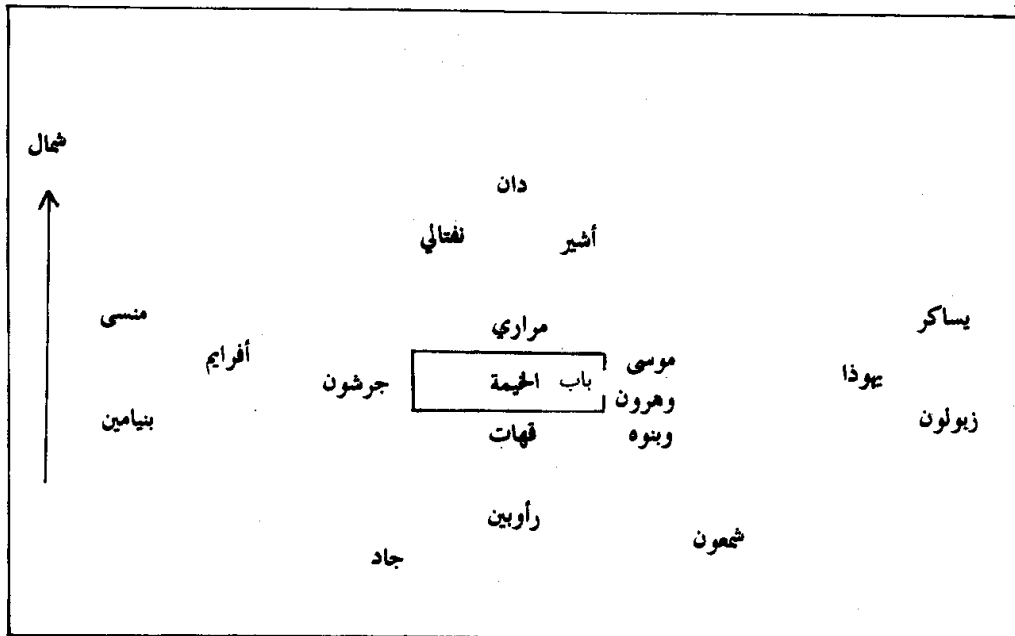 شمال
دان
أشير
نفتالي
يساكر
مراري
منسى
يهوذا
موسى
وهرون
وبنوه
باب
الخيمة
جرشون
أفرايم
زبولون
قهات
بنيامين
رأوبين
شمعون
جاد